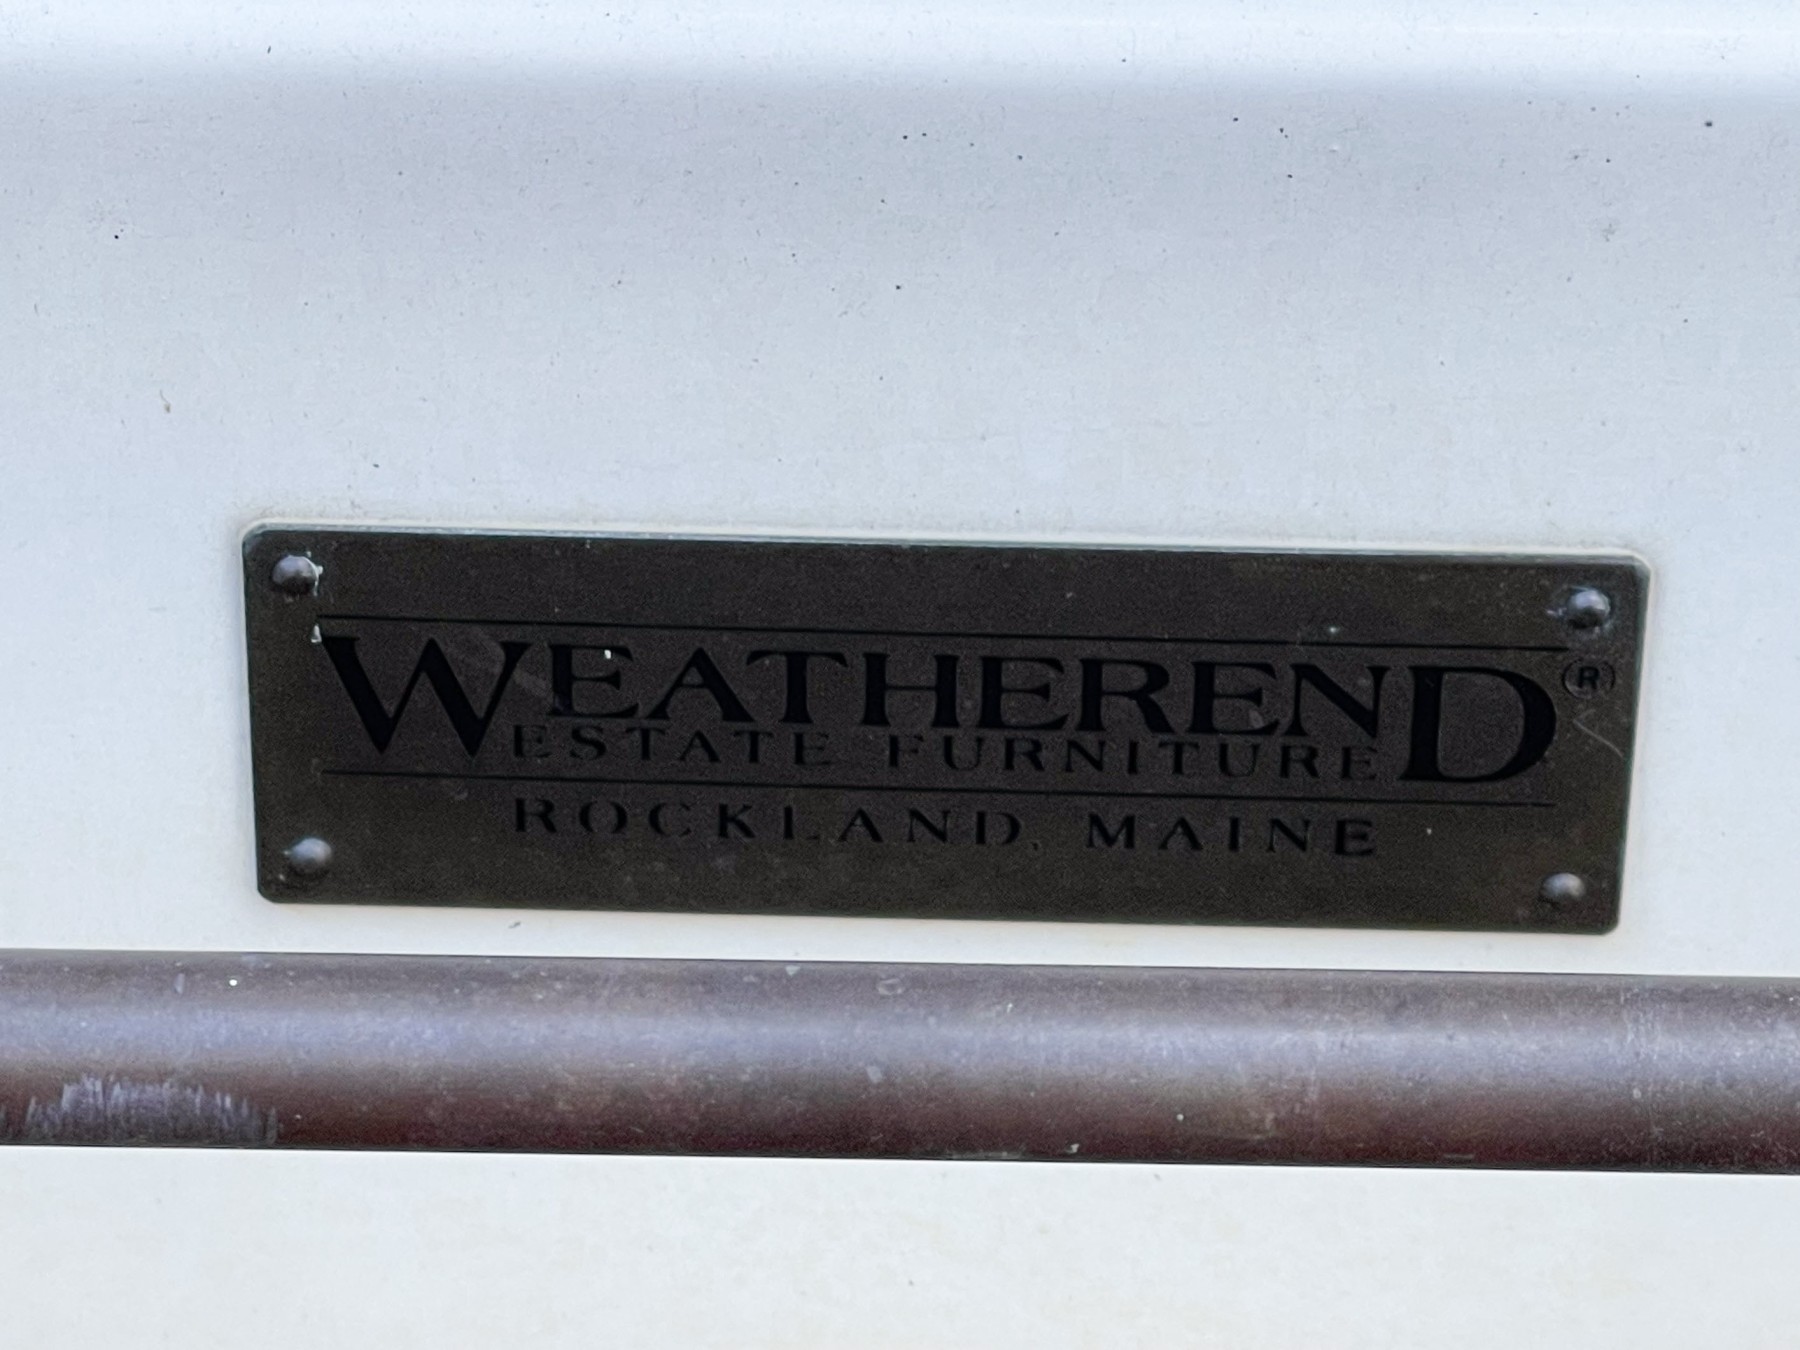 WEATHEREND®
ESTATE FURNITURE
ROCKLAND, MAINE